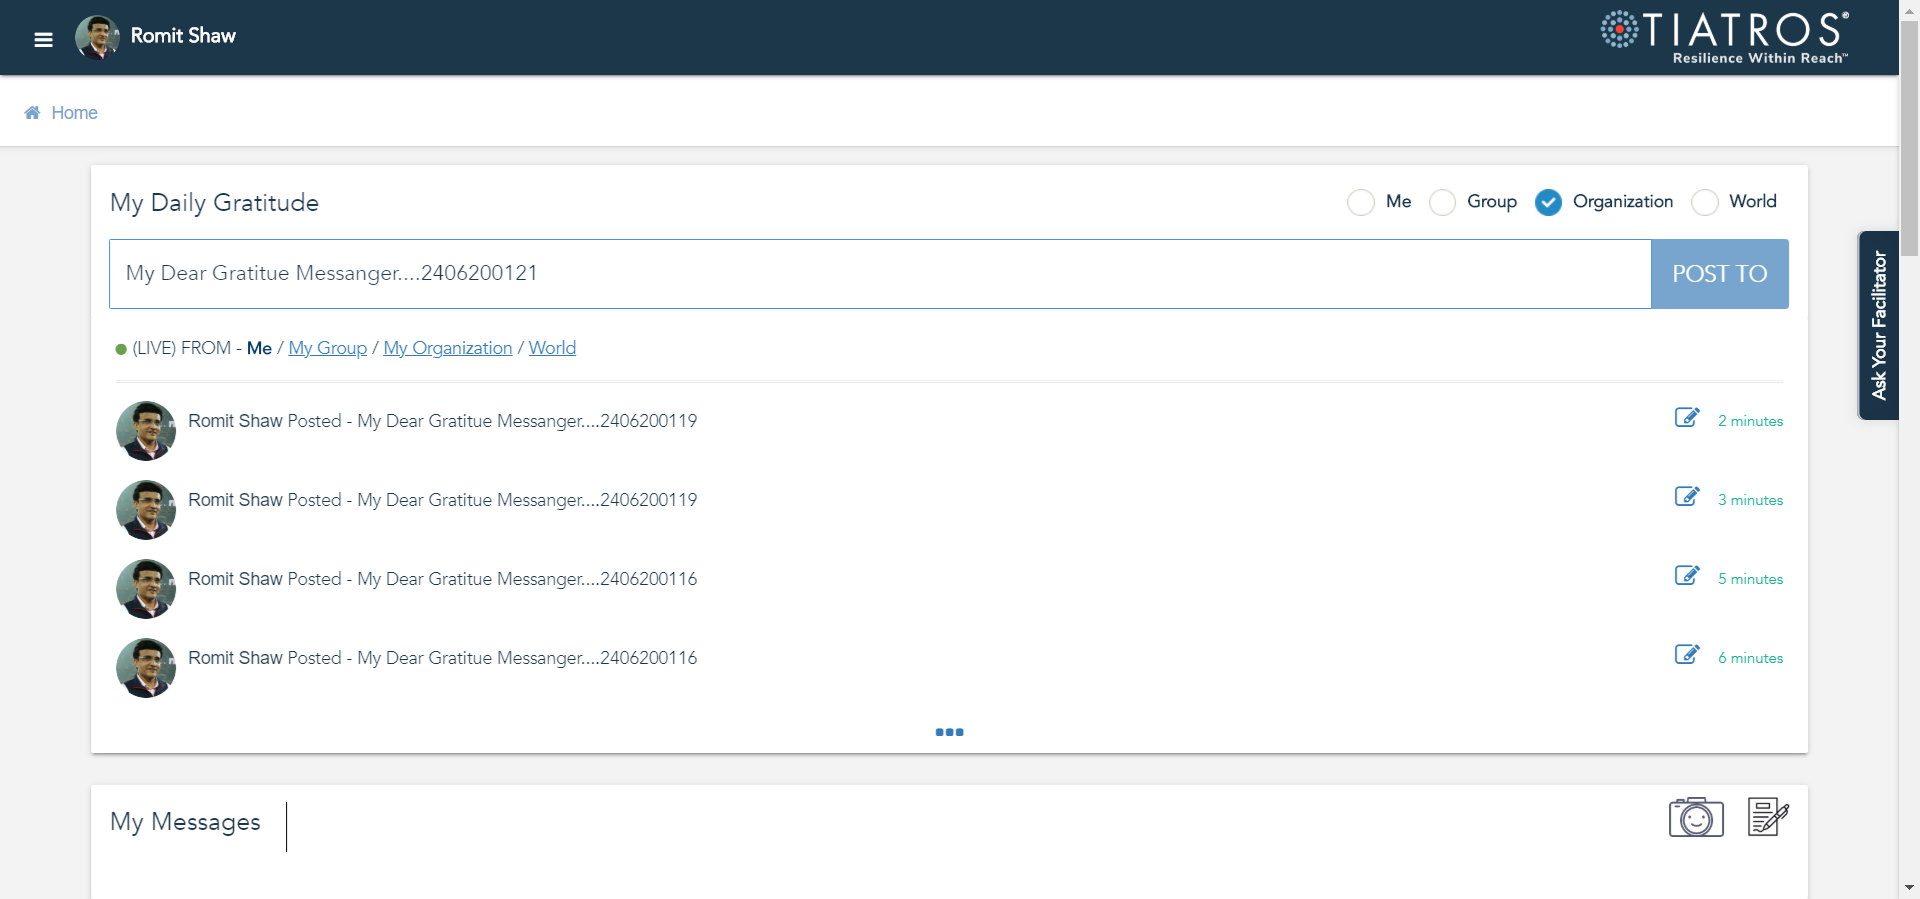 Romit Shaw
TIATROS®
Resilience Within Reach™
Home
My Daily Gratitude
Me Group Organization World
My Dear Gratitue Messanger....2406200121
POST TO
Ask Your Facilitator
(LIVE) FROM - Me / My Group / My Organization / World
Romit Shaw Posted - My Dear Gratitue Messanger....2406200119 2 minutes
Romit Shaw Posted - My Dear Gratitue Messanger....2406200119 3 minutes
Romit Shaw Posted - My Dear Gratitue Messanger....2406200116 5 minutes
Romit Shaw Posted - My Dear Gratitue Messanger....2406200116 6 minutes
My Messages